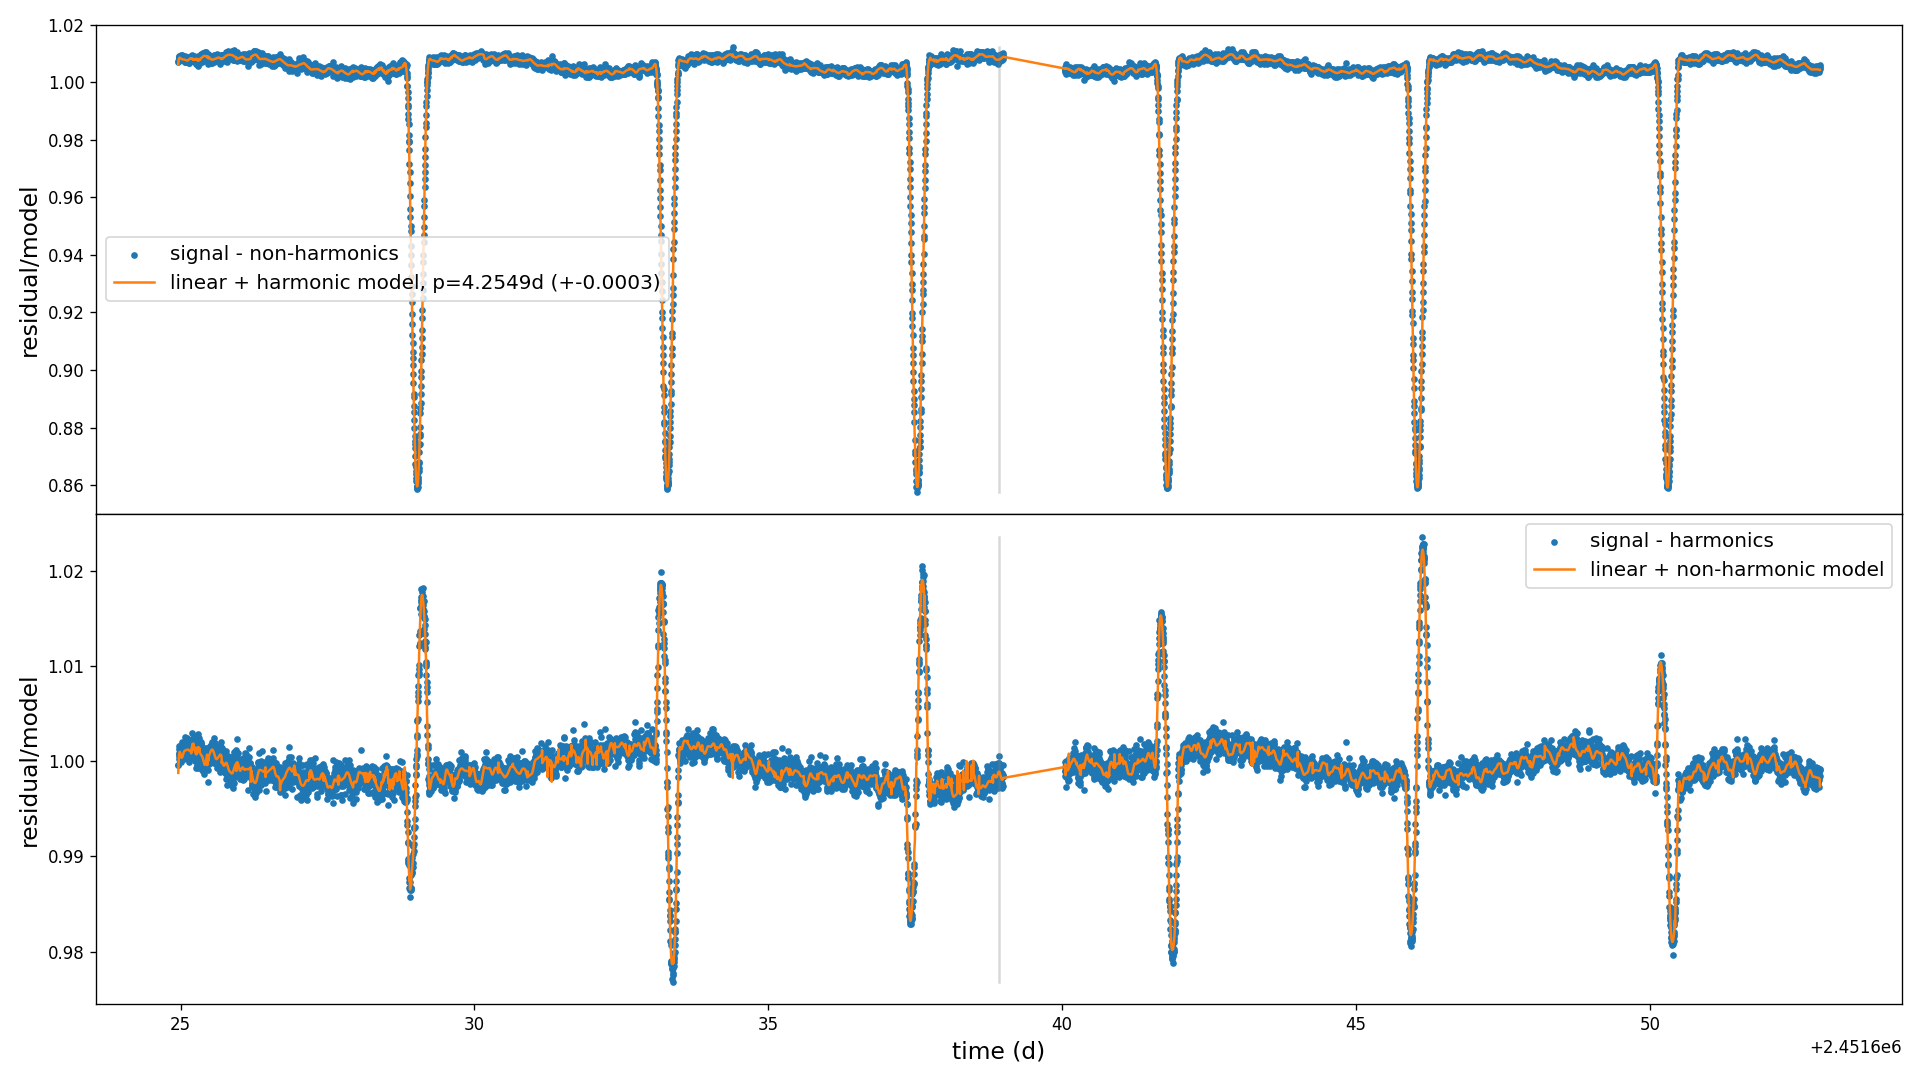 1.02
1.00
0.98
0.96
0.94
0.92
0.90
0.88
0.86
residual/model
signal - non-harmonics
linear + harmonic model, p=4.2549d (+-0.0003)
1.02
1.01
1.00
0.99
0.98
residual/model
signal - harmonics
linear + non-harmonic model
25 30 35 40 45 50
time (d)
+2.4516e6